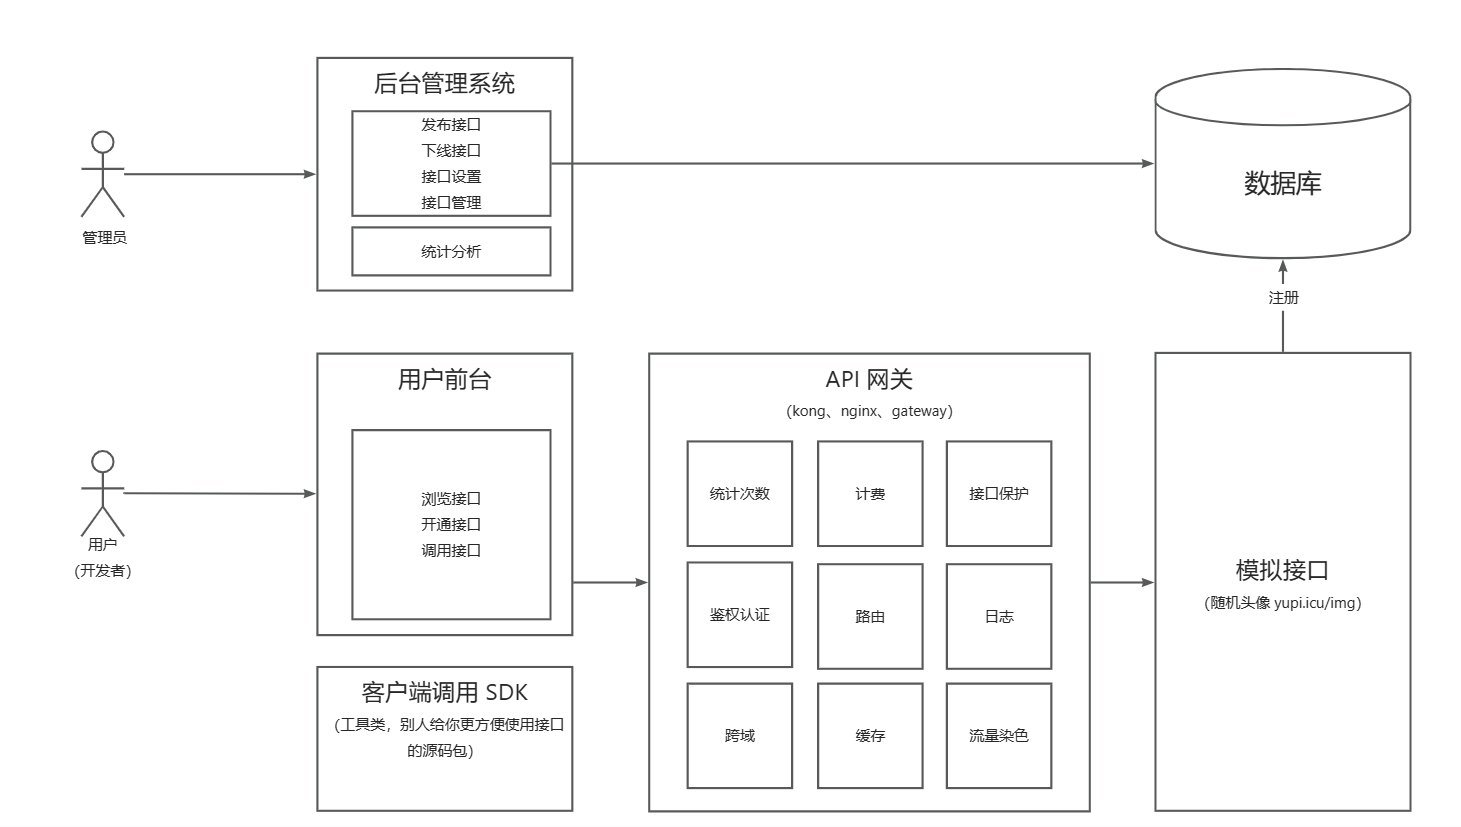 后台管理系统
发布接口
下线接口
接口设置
接口管理
统计分析
管理员
数据库
注册
用户前台
浏览接口
开通接口
调用接口
用户
(开发者)
客户端调用 SDK
（工具类，别人给你更方便使用接口
的源码包）
API 网关
（kong、nginx、gateway）
统计次数
计费
接口保护
鉴权认证
路由
日志
跨域
缓存
流量染色
模拟接口
（随机头像 yupi.icu/img）